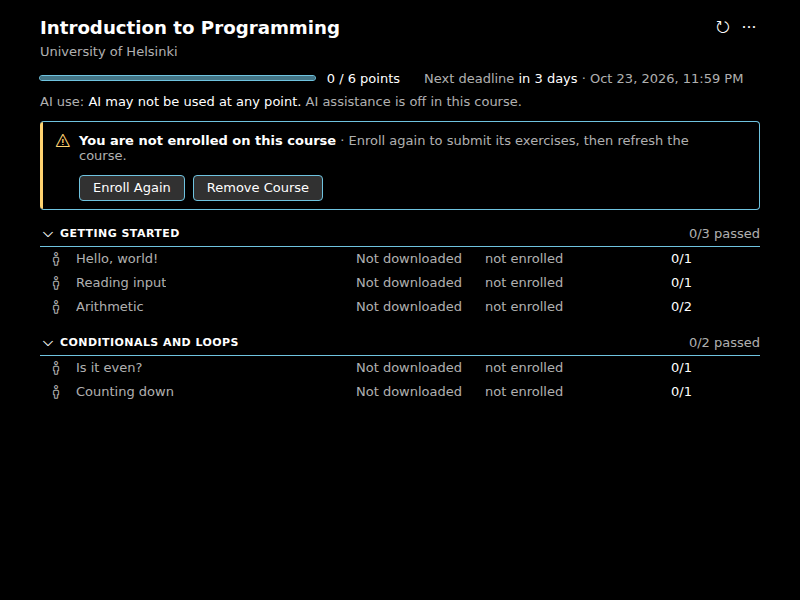 Introduction to Programming
University of Helsinki
0 / 6 points Next deadline in 3 days · Oct 23, 2026, 11:59 PM
AI use: AI may not be used at any point. AI assistance is off in this course.
You are not enrolled on this course · Enroll again to submit its exercises, then refresh the
course.
Enroll Again Remove Course
GETTING STARTED 0/3 passed
Hello, world! Not downloaded not enrolled 0/1
Reading input Not downloaded not enrolled 0/1
Arithmetic Not downloaded not enrolled 0/2
CONDITIONALS AND LOOPS 0/2 passed
Is it even? Not downloaded not enrolled 0/1
Counting down Not downloaded not enrolled 0/1